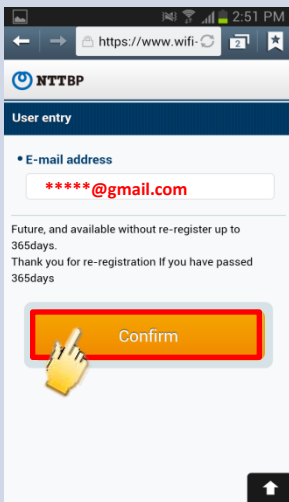 2:51 PM
https://www.wifi-
2
NTTBP
User entry
• E-mail address
*****@gmail.com
Future, and available without re-register up to
365days.
Thank you for re-registration If you have passed
365days
Confirm